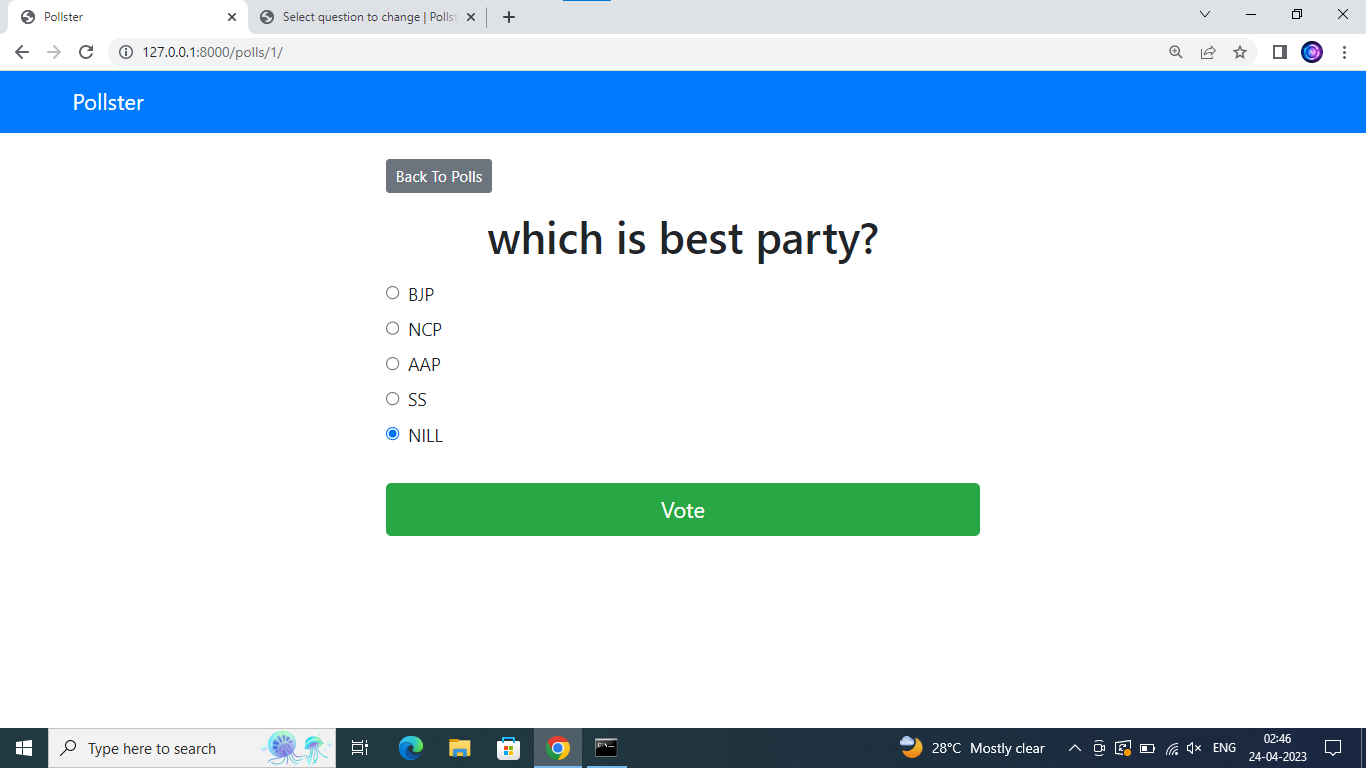 Pollster
Select question to change | Pollst
127.0.0.1:8000/polls/1/
Pollster
Back To Polls
which is best party?
BJP
NCP
AAP
SS
NILL
Vote
Type here to search
28°C Mostly clear
ENG
02:46
24-04-2023